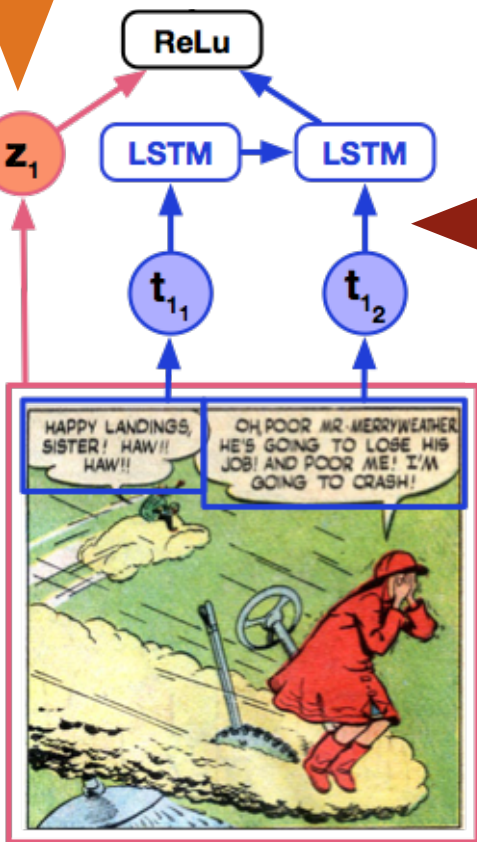 ReLu
z1
LSTM
LSTM
t11
t12
HAPPY LANDINGS,
SISTER! HAW!!
HAW!!
OH, POOR MR. MERRYWEATHER,
HE'S GOING TO LOSE HIS
JOB! AND POOR ME! I'M
GOING TO CRASH!